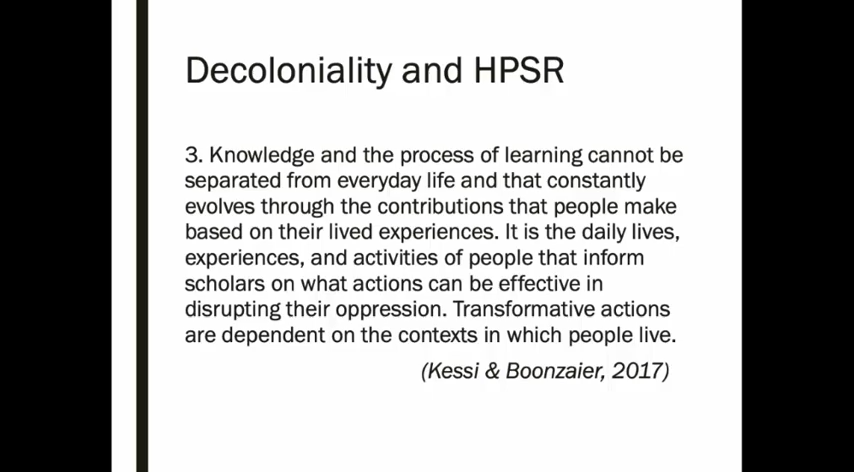 Decoloniality and HPSR
3. Knowledge and the process of learning cannot be
separated from everyday life and that constantly
evolves through the contributions that people make
based on their lived experiences. It is the daily lives,
experiences, and activities of people that inform
scholars on what actions can be effective in
disrupting their oppression. Transformative actions
are dependent on the contexts in which people live.
(Kessi & Boonzaier, 2017)